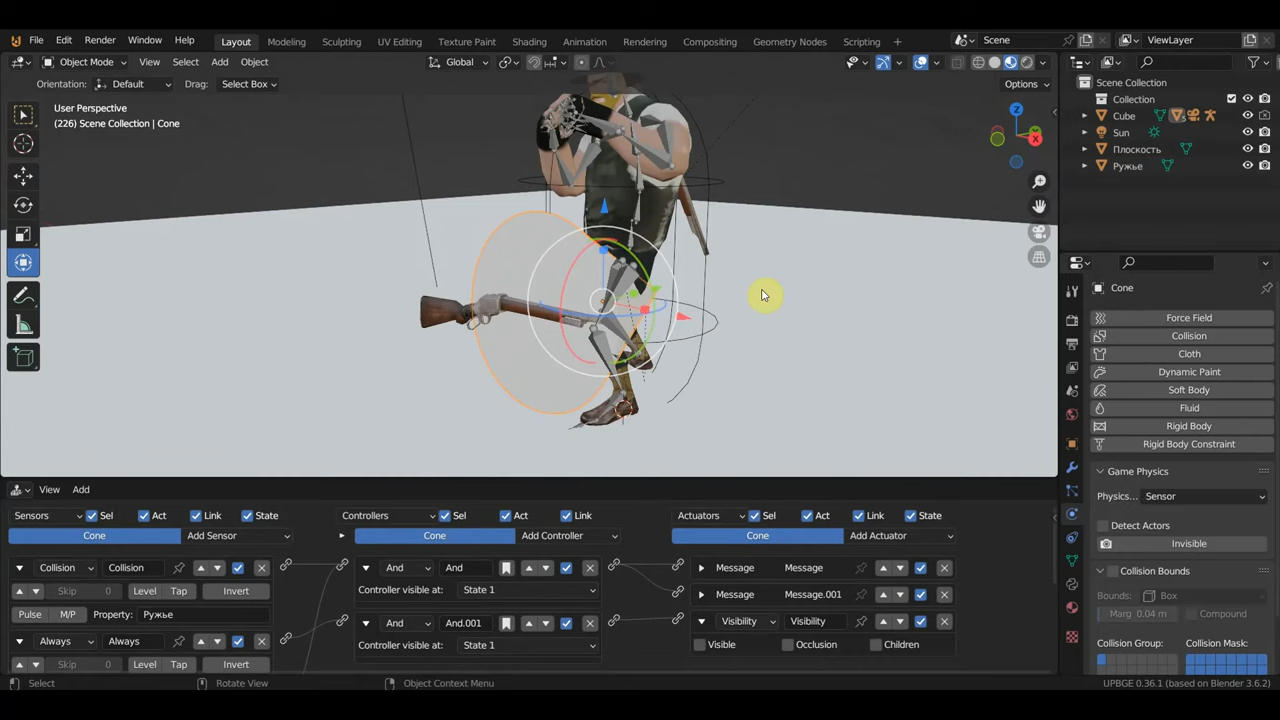 File Edit Render Window Help Layout Modeling Sculpting UV Editing Texture Paint Shading Animation Rendering Compositing Geometry Nodes Scripting + Scene ViewLayer
Object Mode View Select Add Object Global
Orientation: Default Drag: Select Box Options
User Perspective
(226) Scene Collection | Cone
Z
X
Scene Collection
Collection
Cube
Sun
Плоскость
Ружье
Cone
Force Field
Collision
Cloth
Dynamic Paint
Soft Body
Fluid
Rigid Body
Rigid Body Constraint
Game Physics
Physics... Sensor
Detect Actors
Invisible
Collision Bounds
Bounds: Box
Marg 0.04 m Compound
Collision Group: Collision Mask:
View Add
Sensors Sel Act Link State Controllers Sel Act Link Actuators Sel Act Link State
Cone Add Sensor Cone Add Controller Cone Add Actuator
Collision Collision And And Message Message
Skip 0 Level Tap Invert Controller visible at: State 1 Message Message.001
Pulse M/P Property: Ружье And And.001 Visibility Visibility
Always Always Controller visible at: State 1 Visible Occlusion Children
Skip 0 Level Tap Invert
Select Rotate View Object Context Menu UPBGE 0.36.1 (based on Blender 3.6.2)